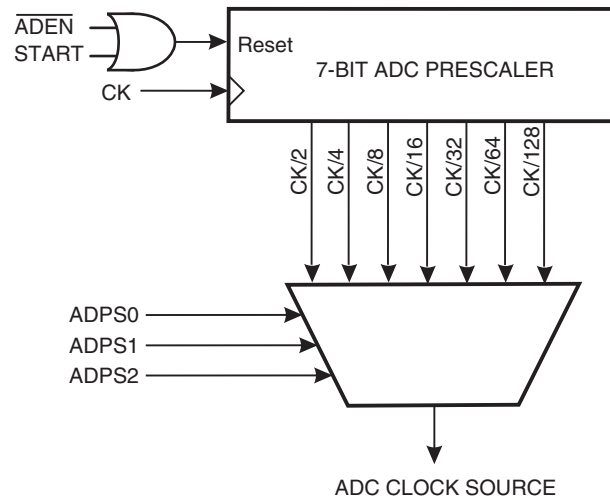 ADEN
START
Reset
7-BIT ADC PRESCALER
CK
CK/2
CK/4
CK/8
CK/16
CK/32
CK/64
CK/128
ADPS0
ADPS1
ADPS2
ADC CLOCK SOURCE